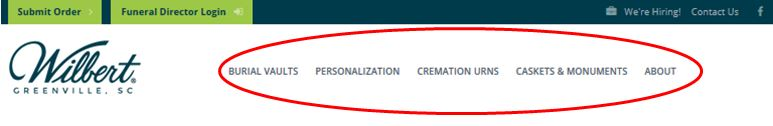 Submit Order > Funeral Director Login We're Hiring! Contact Us f
Wilbert® BURIAL VAULTS PERSONALIZATION CREMATION URNS CASKETS & MONUMENTS ABOUT
GREENVILLE, SC